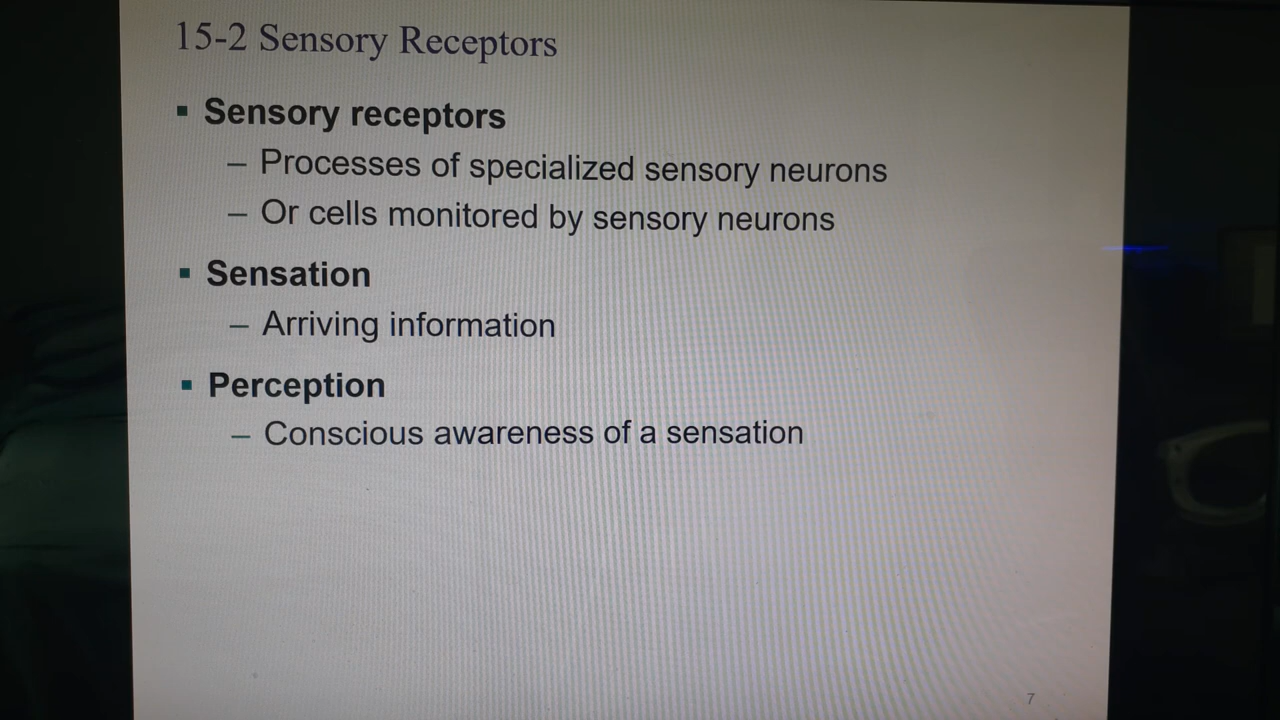 15-2 Sensory Receptors
▪ Sensory receptors
– Processes of specialized sensory neurons
– Or cells monitored by sensory neurons
▪ Sensation
– Arriving information
▪ Perception
– Conscious awareness of a sensation
7